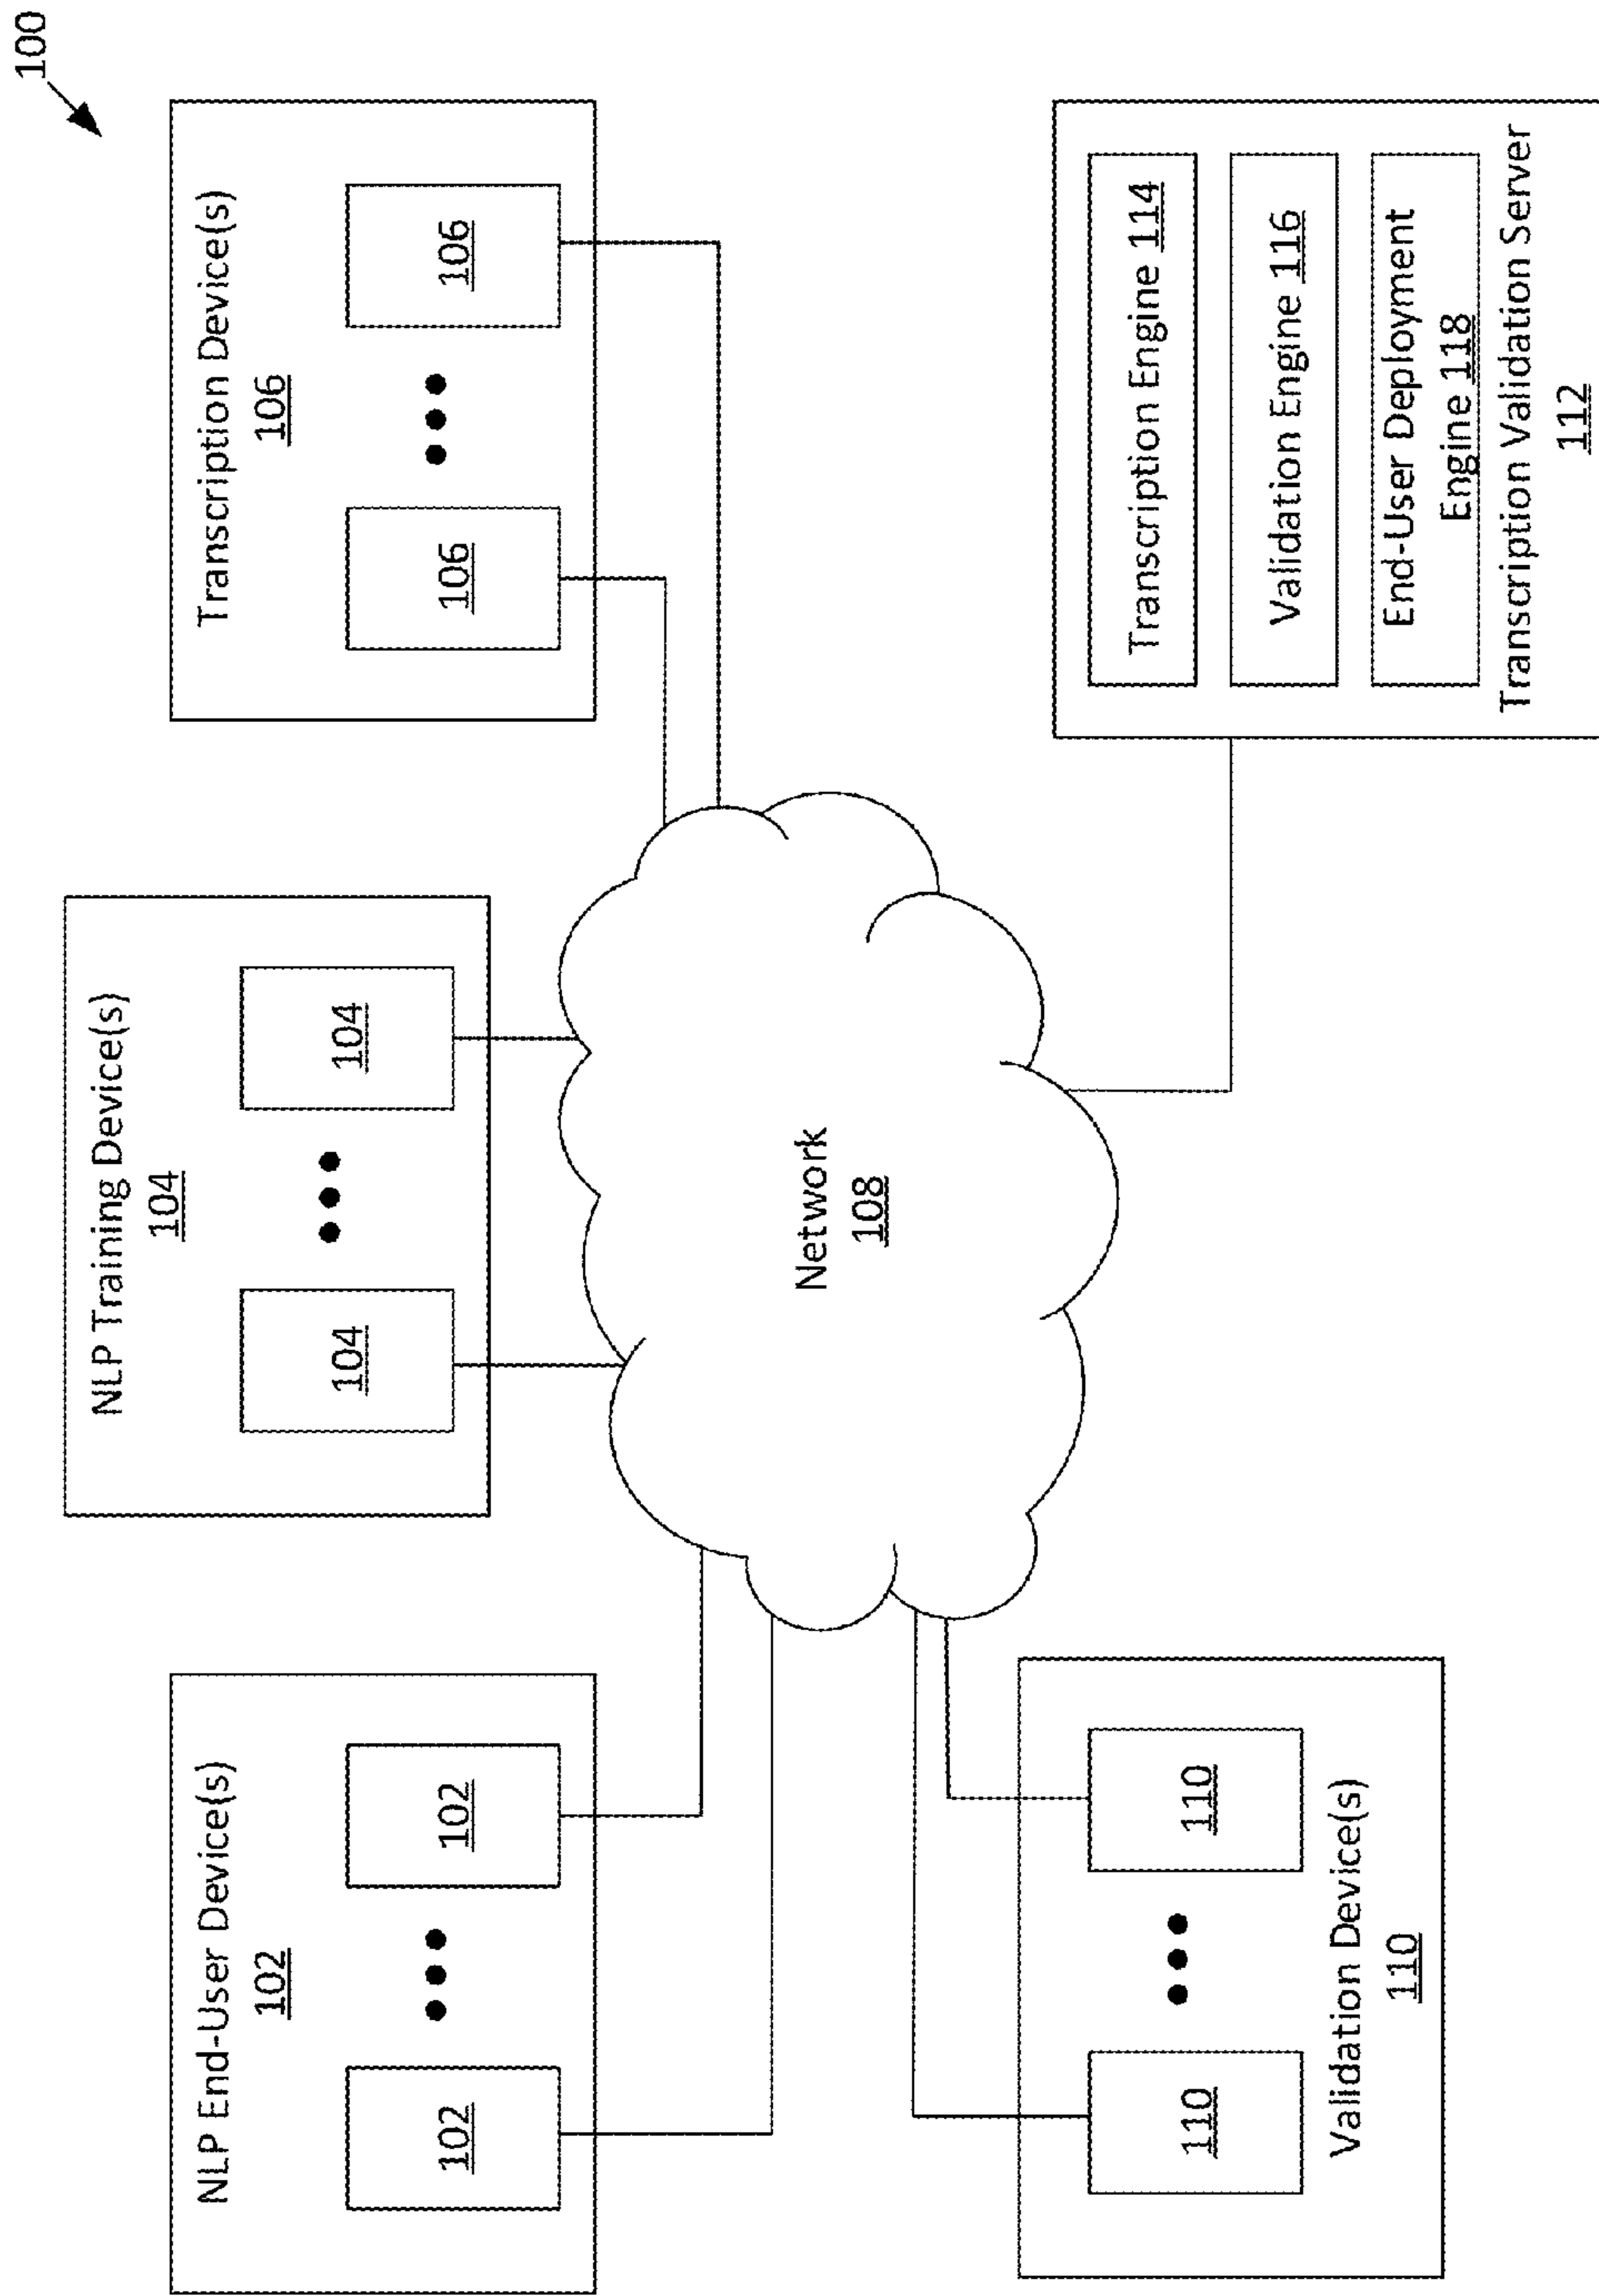 100
NLP End-User Device(s)
102
102
102
NLP Training Device(s)
104
104
104
Transcription Device(s)
106
106
106
Network
108
110
110
Validation Device(s)
110
Transcription Engine 114
Validation Engine 116
End-User Deployment
Engine 118
Transcription Validation Server
112